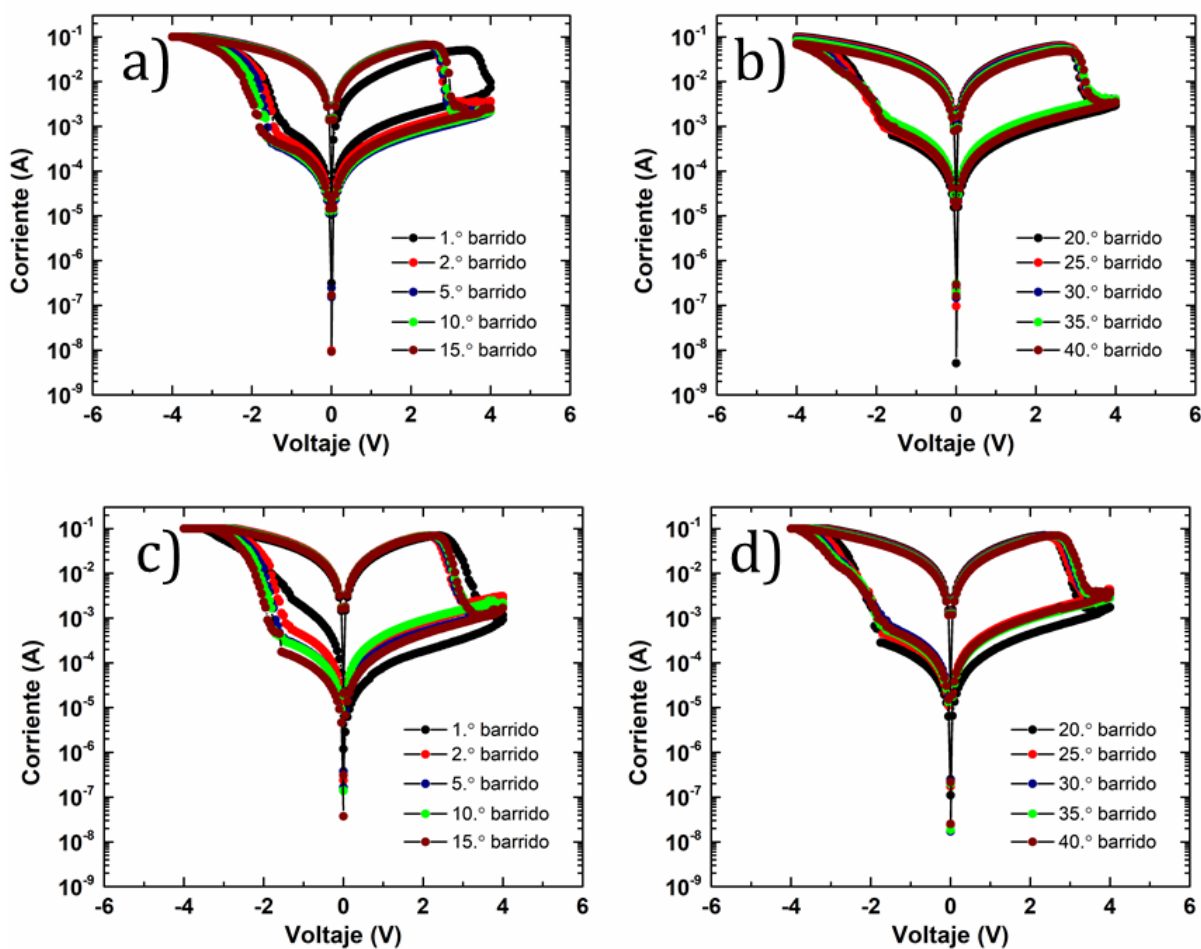 a)
10⁻¹
10⁻²
10⁻³
10⁻⁴
10⁻⁵
10⁻⁶
10⁻⁷
10⁻⁸
10⁻⁹
Corriente (A)
1.° barrido
2.° barrido
5.° barrido
10.° barrido
15.° barrido
-6 -4 -2 0 2 4 6
Voltaje (V)
b)
10⁻¹
10⁻²
10⁻³
10⁻⁴
10⁻⁵
10⁻⁶
10⁻⁷
10⁻⁸
10⁻⁹
Corriente (A)
20.° barrido
25.° barrido
30.° barrido
35.° barrido
40.° barrido
-6 -4 -2 0 2 4 6
Voltaje (V)
c)
10⁻¹
10⁻²
10⁻³
10⁻⁴
10⁻⁵
10⁻⁶
10⁻⁷
10⁻⁸
10⁻⁹
Corriente (A)
1.° barrido
2.° barrido
5.° barrido
10.° barrido
15.° barrido
-6 -4 -2 0 2 4 6
Voltaje (V)
d)
10⁻¹
10⁻²
10⁻³
10⁻⁴
10⁻⁵
10⁻⁶
10⁻⁷
10⁻⁸
10⁻⁹
Corriente (A)
20.° barrido
25.° barrido
30.° barrido
35.° barrido
40.° barrido
-6 -4 -2 0 2 4 6
Voltaje (V)